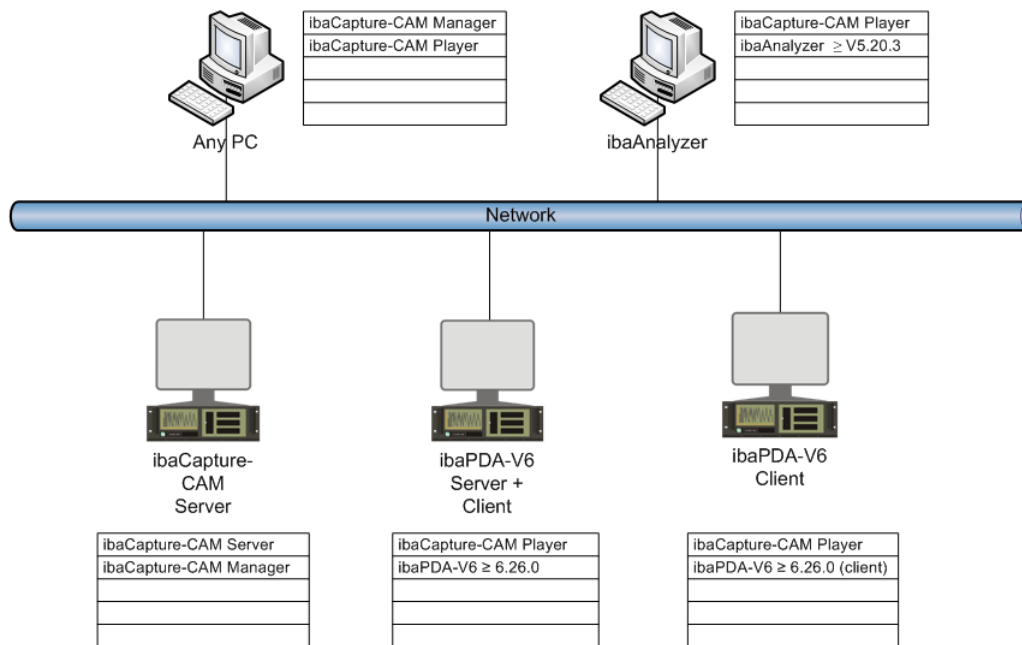 ibaCapture-CAM Manager
ibaCapture-CAM Player
ibaCapture-CAM Player
ibaAnalyzer ≥ V5.20.3
Any PC
ibaAnalyzer
Network
ibaCapture-
CAM
Server
ibaPDA-V6
Server +
Client
ibaPDA-V6
Client
ibaCapture-CAM Server
ibaCapture-CAM Manager
ibaCapture-CAM Player
ibaPDA-V6 ≥ 6.26.0
ibaCapture-CAM Player
ibaPDA-V6 ≥ 6.26.0 (client)